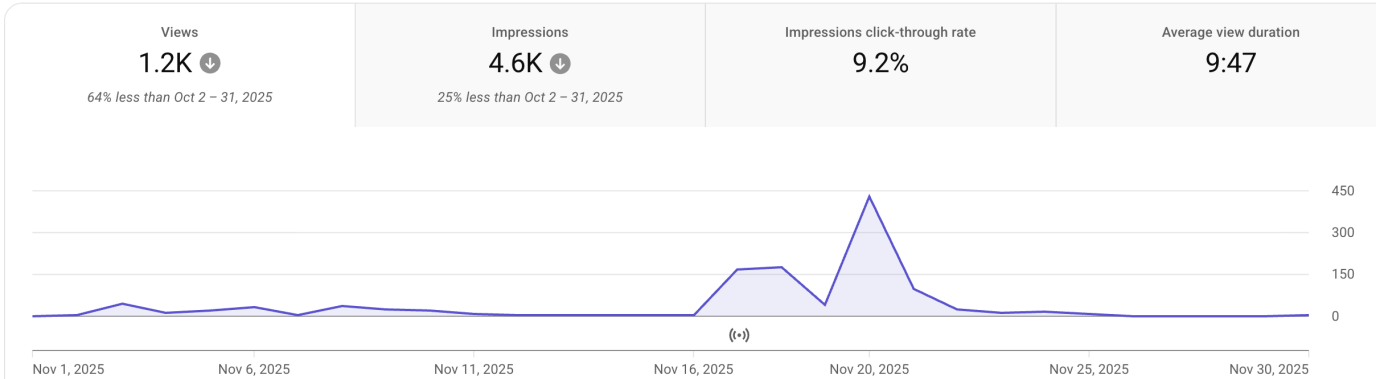 Views
1.2K
64% less than Oct 2 – 31, 2025
Impressions
4.6K
25% less than Oct 2 – 31, 2025
Impressions click-through rate
9.2%
Average view duration
9:47
450
300
150
0
Nov 1, 2025
Nov 6, 2025
Nov 11, 2025
Nov 16, 2025
Nov 20, 2025
Nov 25, 2025
Nov 30, 2025